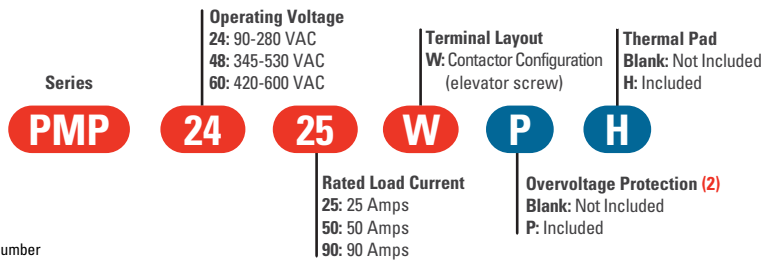 Operating Voltage
24: 90-280 VAC
48: 345-530 VAC
60: 420-600 VAC
Terminal Layout
W: Contactor Configuration
(elevator screw)
Thermal Pad
Blank: Not Included
H: Included
Series
PMP 24 25 W P H
Rated Load Current
25: 25 Amps
50: 50 Amps
90: 90 Amps
Overvoltage Protection (2)
Blank: Not Included
P: Included
umber